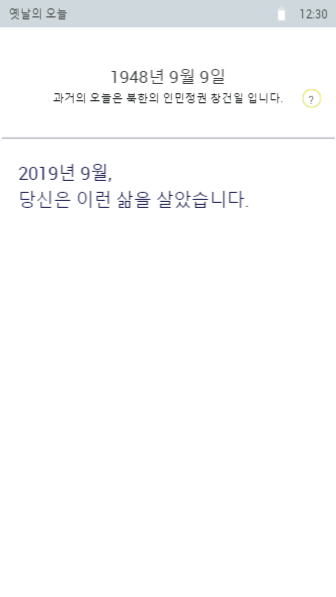 옛날의 오늘 12:30
1948년 9월 9일
과거의 오늘은 북한의 인민정권 창건일 입니다. ?
2019년 9월,
당신은 이런 삶을 살았습니다.